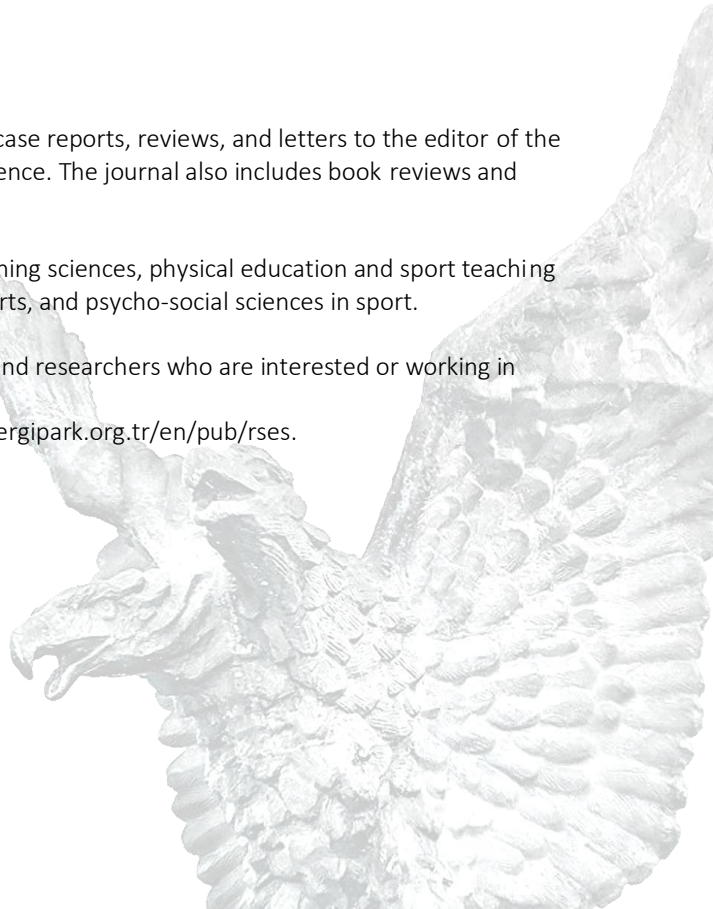 case reports, reviews, and letters to the editor of the
ence. The journal also includes book reviews and
ning sciences, physical education and sport teaching
rts, and psycho-social sciences in sport.
nd researchers who are interested or working in
ergipark.org.tr/en/pub/rses.